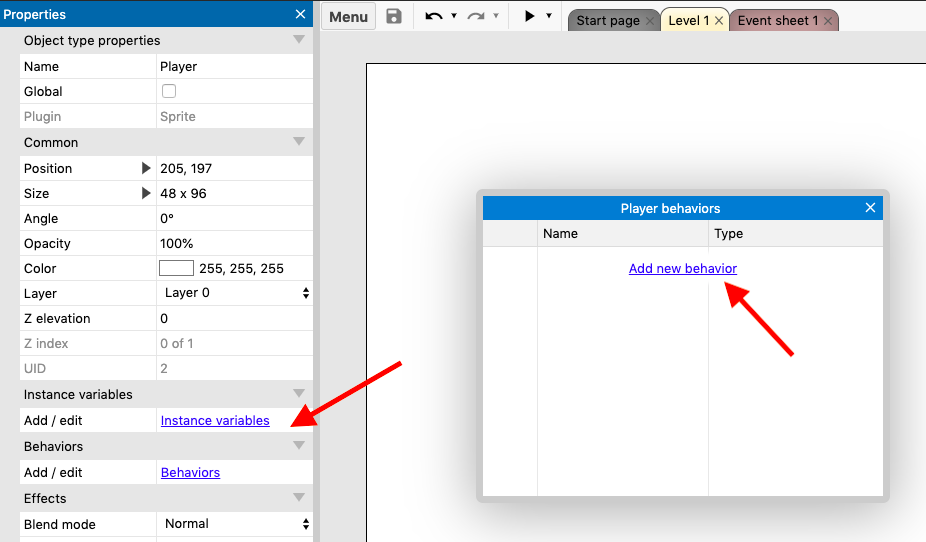 Properties
Menu
Start page
Level 1
Event sheet 1
Object type properties
Name Player
Global
Plugin Sprite
Common
Position 205, 197
Size 48 x 96
Angle 0°
Opacity 100%
Color 255, 255, 255
Layer Layer 0
Z elevation 0
Z index 0 of 1
UID 2
Instance variables
Add / edit Instance variables
Behaviors
Add / edit Behaviors
Effects
Blend mode Normal
Player behaviors
Name Type
Add new behavior